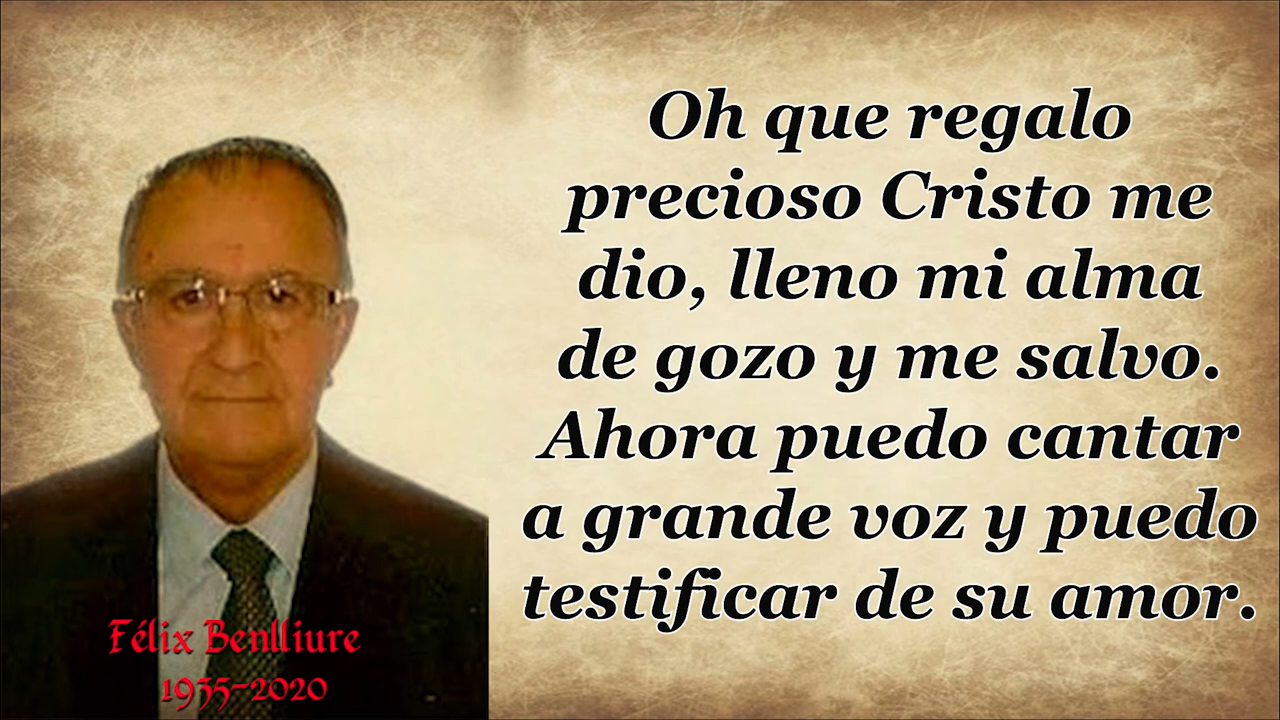 Oh que regalo
precioso Cristo me
dio, lleno mi alma
de gozo y me salvo.
Ahora puedo cantar
a grande voz y puedo
testificar de su amor.
Félix Benlliure
1935-2020